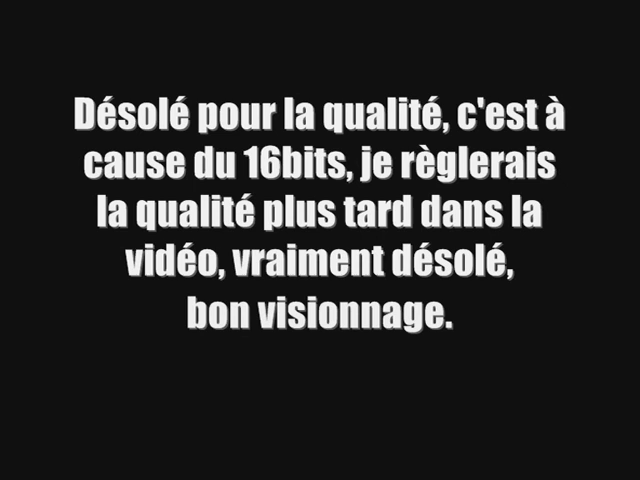 Désolé pour la qualité, c'est à
cause du 16bits, je règlerais
la qualité plus tard dans la
vidéo, vraiment désolé,
bon visionnage.